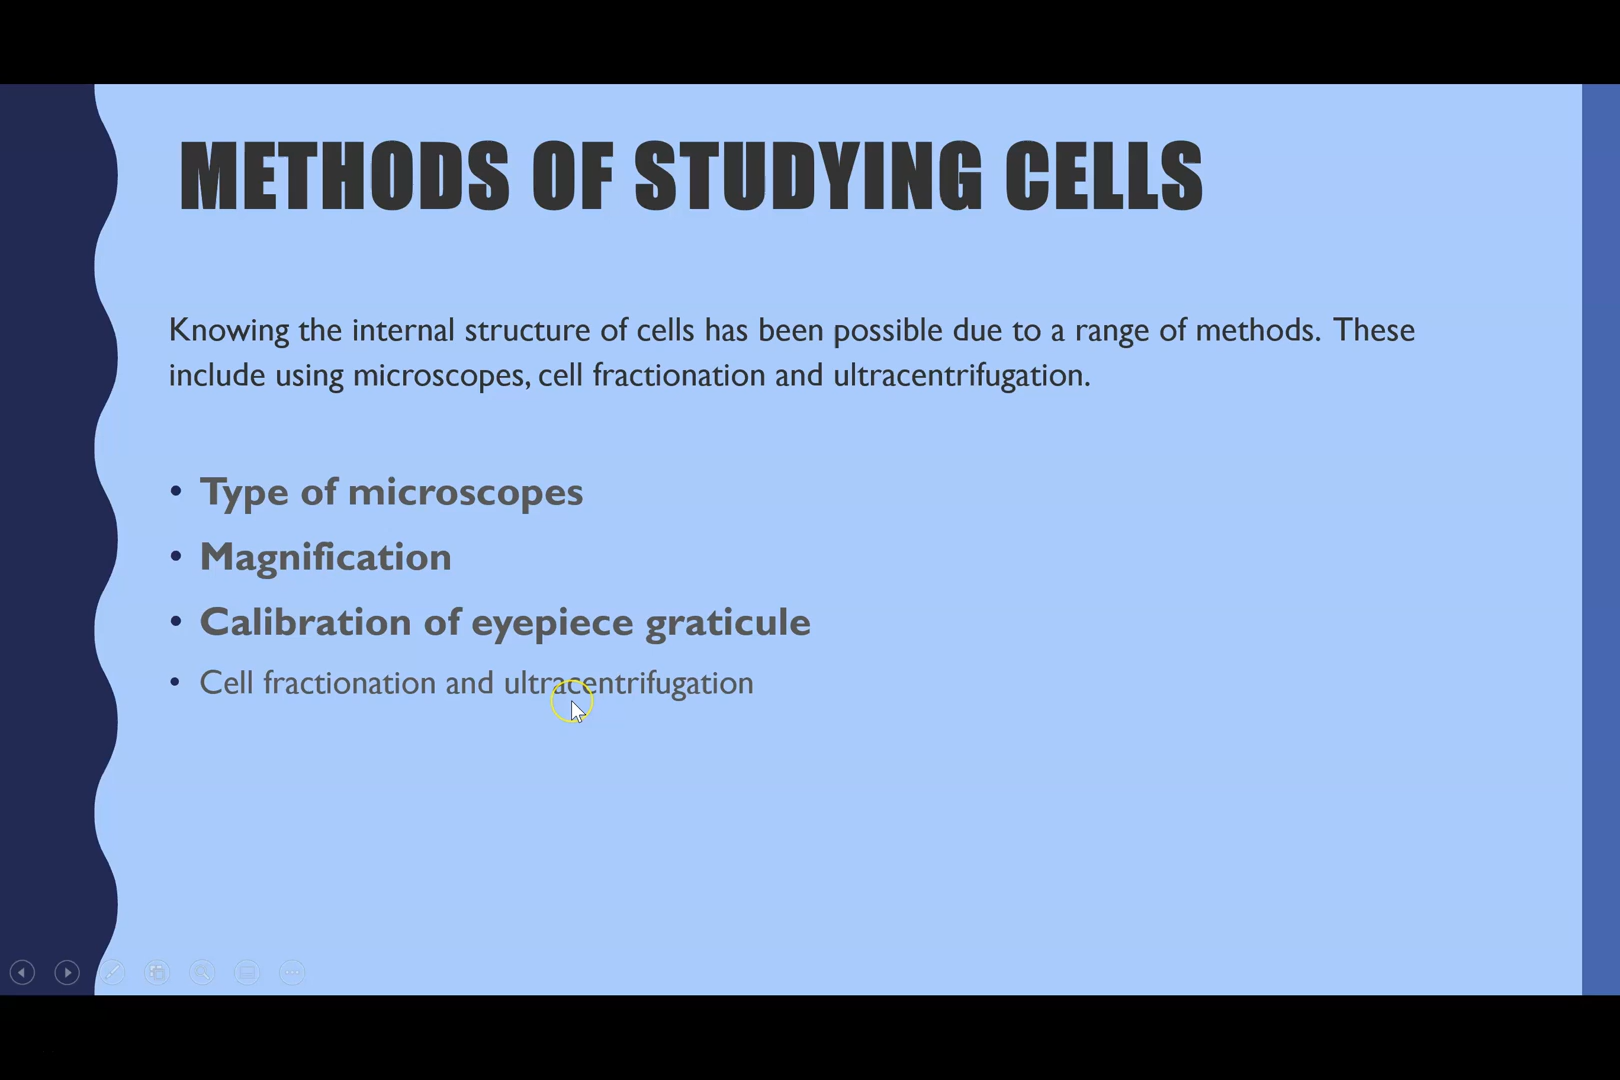 METHODS OF STUDYING CELLS
Knowing the internal structure of cells has been possible due to a range of methods. These
include using microscopes, cell fractionation and ultracentrifugation.
• Type of microscopes
• Magnification
• Calibration of eyepiece graticule
• Cell fractionation and ultracentrifugation